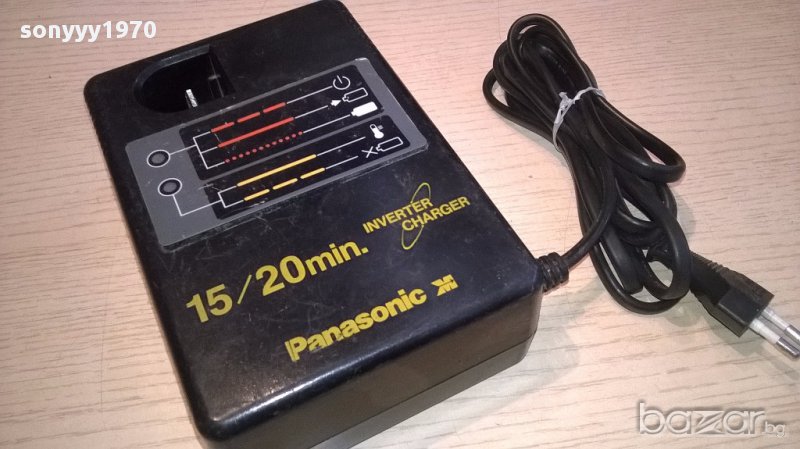 sonyyy1970
15/20min.
INVERTER
CHARGER
Panasonic
bazar.bg